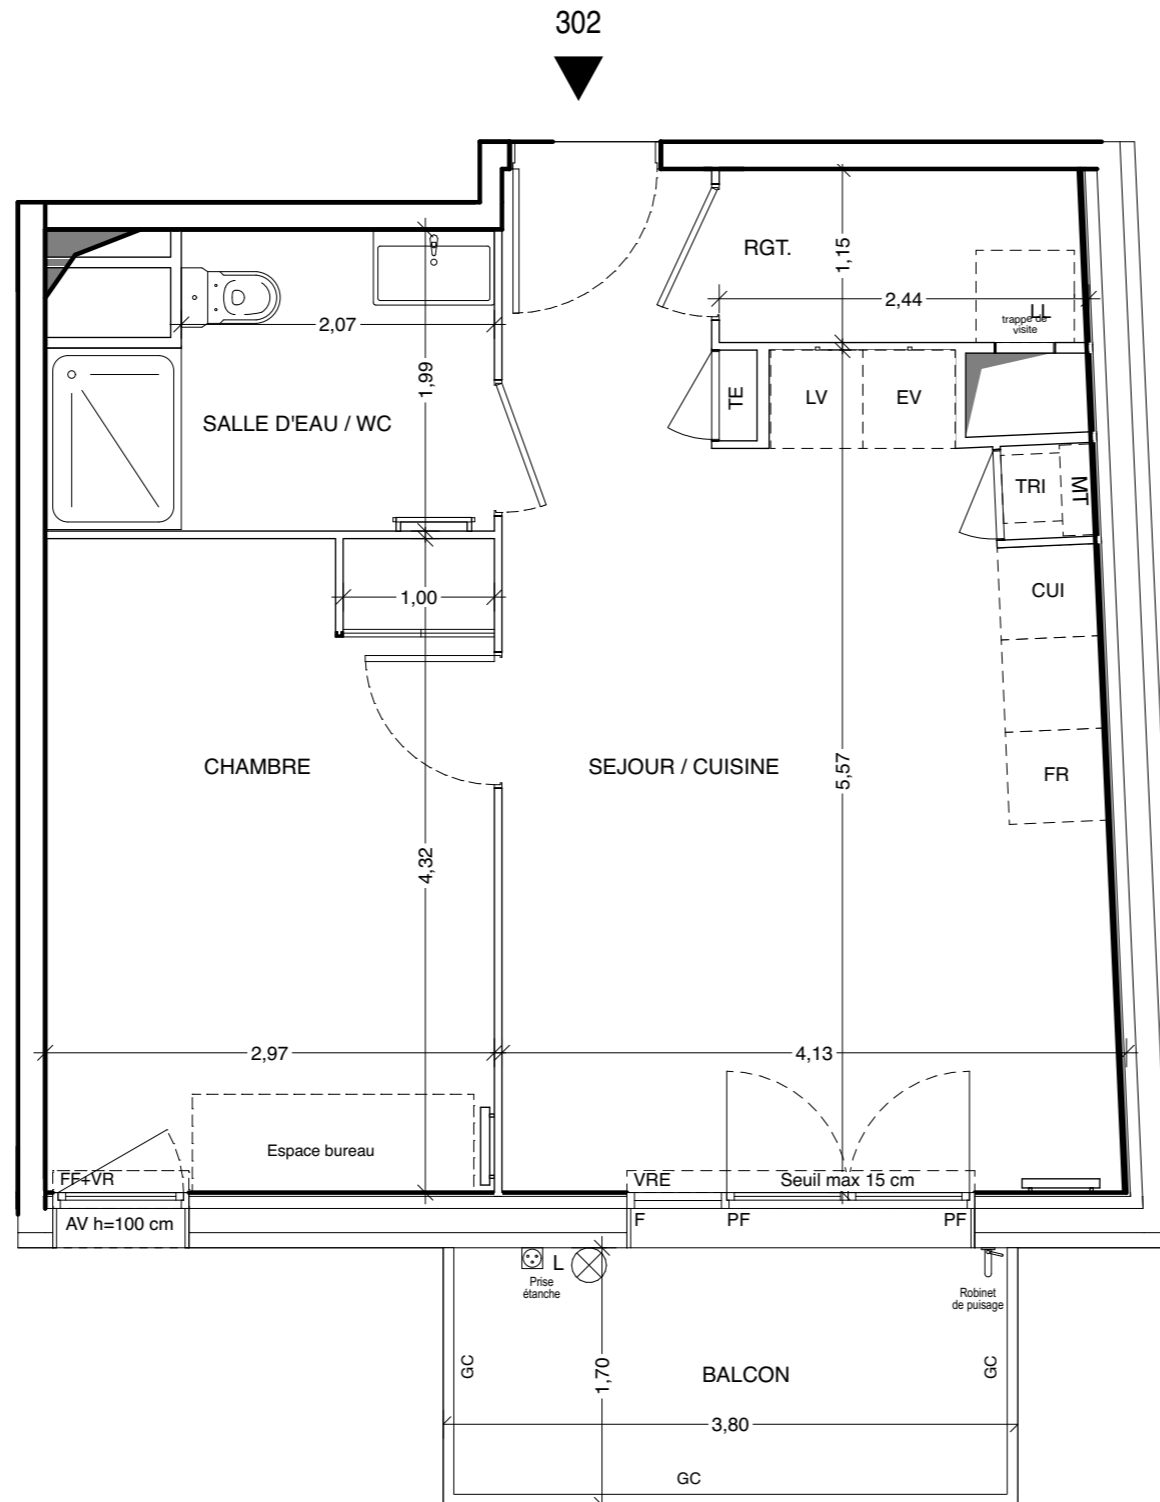 302
RGT.
1,15
2,44
LL
trappe de
visite
2,07
1,99
SALLE D'EAU / WC
TE
LV
EV
TRI
MT
1,00
CUI
CHAMBRE
SEJOUR / CUISINE
5,57
FR
4,32
2,97
4,13
Espace bureau
FF+VR
VRE
Seuil max 15 cm
AV h=100 cm
F
PF
PF
L
Prise
étanche
Robinet
de puisage
GC
1,70
BALCON
GC
3,80
GC